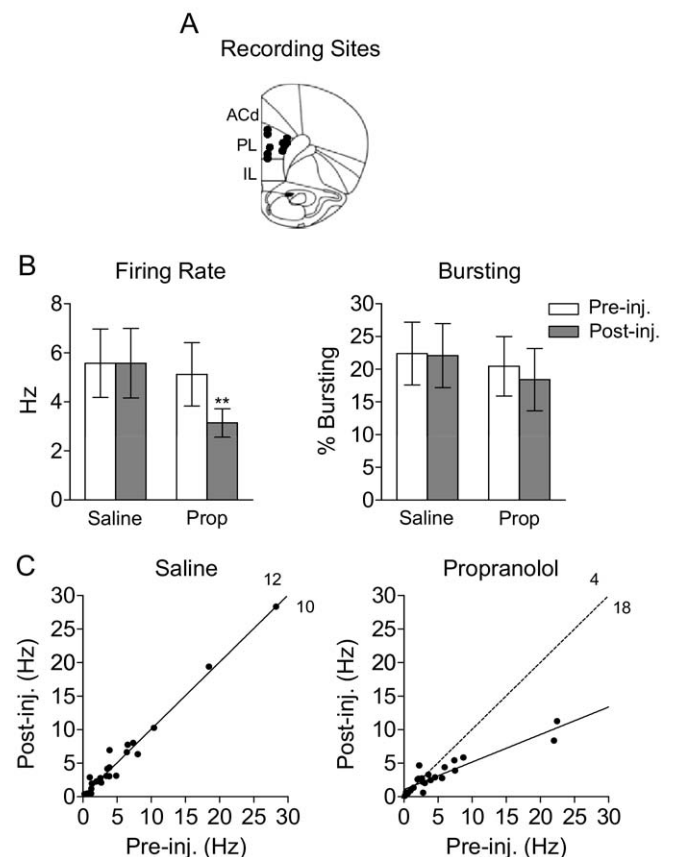 A
Recording Sites
ACd
PL
IL
B
Firing Rate
Hz
8
6
4
2
0
**
Saline
Prop
Bursting
% Bursting
30
25
20
15
10
5
0
Saline
Prop
Pre-inj.
Post-inj.
C
Saline
12
10
Post-inj. (Hz)
30
25
20
15
10
5
0
0 5 10 15 20 25 30
Pre-inj. (Hz)
Propranolol
4
18
Post-inj. (Hz)
30
25
20
15
10
5
0
0 5 10 15 20 25 30
Pre-inj. (Hz)